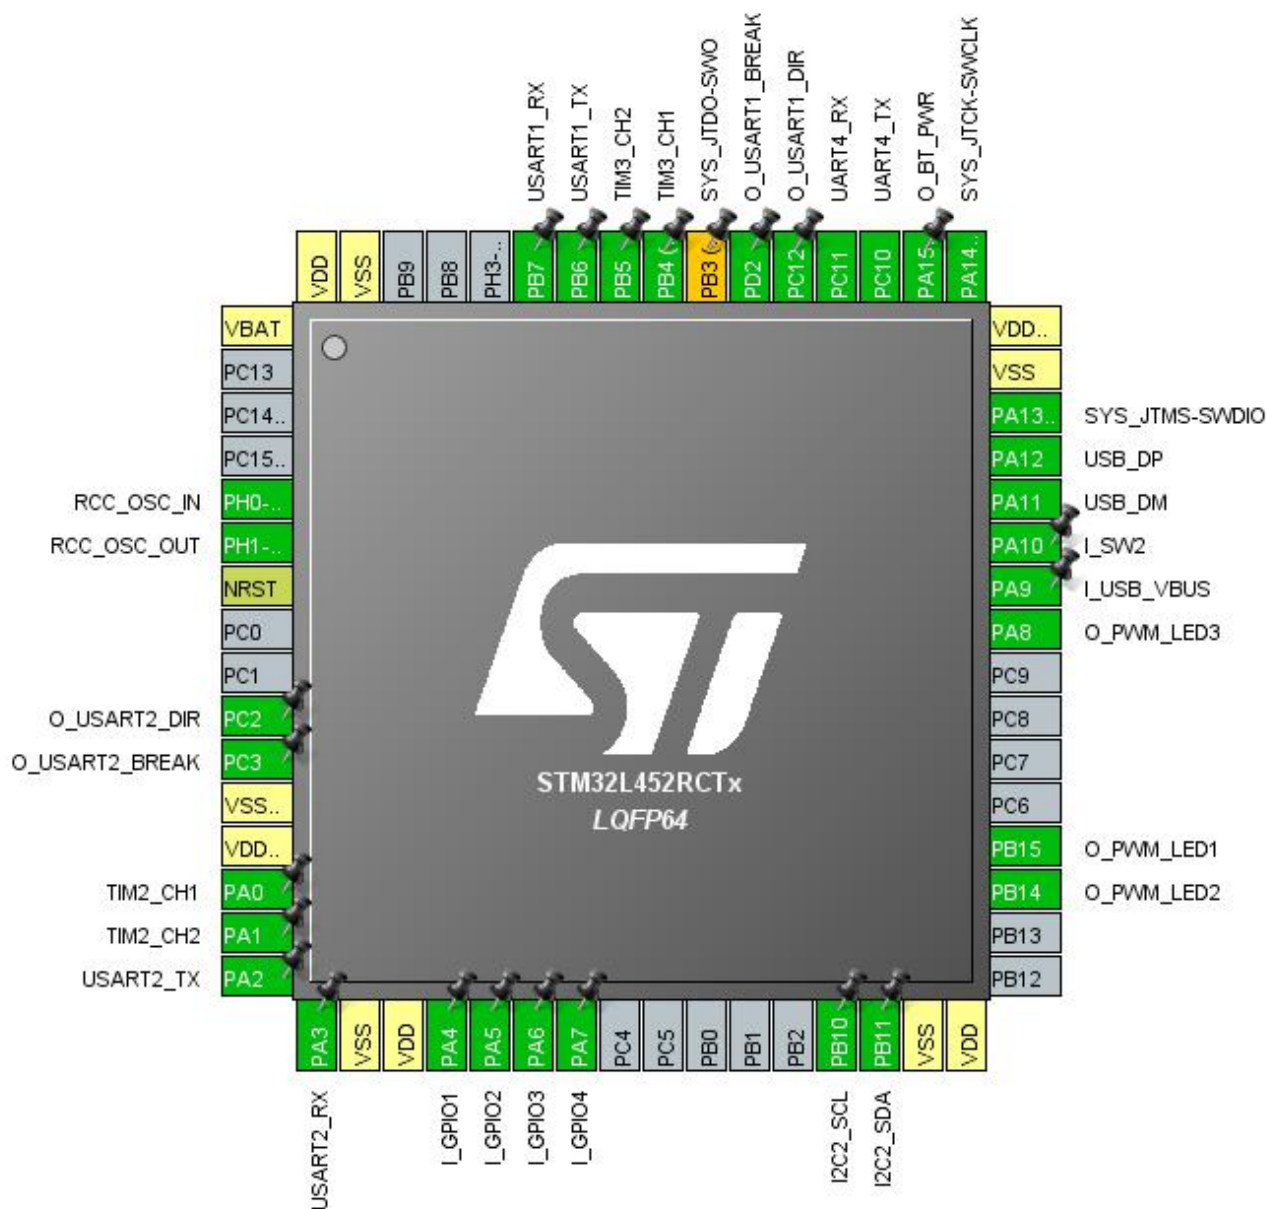 USART1_RX
USART1_TX
TIM3_CH2
TIM3_CH1
SYS_JTDO-SWO
O_USART1_BREAK
O_USART1_DIR
UART4_RX
UART4_TX
O_BT_PWR
SYS_JTCK-SWCLK
VDD
VSS
PB9
PB8
PH3-..
PB7
PB6
PB5
PB4 (
PB3 (
PD2
PC12
PC11
PC10
PA15
PA14..
VBAT
PC13
PC14..
PC15..
RCC_OSC_IN PH0-..
RCC_OSC_OUT PH1-..
NRST
PC0
PC1
O_USART2_DIR PC2
O_USART2_BREAK PC3
VSS..
VDD..
TIM2_CH1 PA0
TIM2_CH2 PA1
USART2_TX PA2
ST
STM32L452RCTx
LQFP64
VDD..
VSS
PA13.. SYS_JTMS-SWDIO
PA12 USB_DP
PA11 USB_DM
PA10 I_SW2
PA9 I_USB_VBUS
PA8 O_PWM_LED3
PC9
PC8
PC7
PC6
PB15 O_PWM_LED1
PB14 O_PWM_LED2
PB13
PB12
PA3
VSS
VDD
PA4
PA5
PA6
PA7
PC4
PC5
PB0
PB1
PB2
PB10
PB11
VSS
VDD
USART2_RX
I_GPIO1
I_GPIO2
I_GPIO3
I_GPIO4
I2C2_SCL
I2C2_SDA